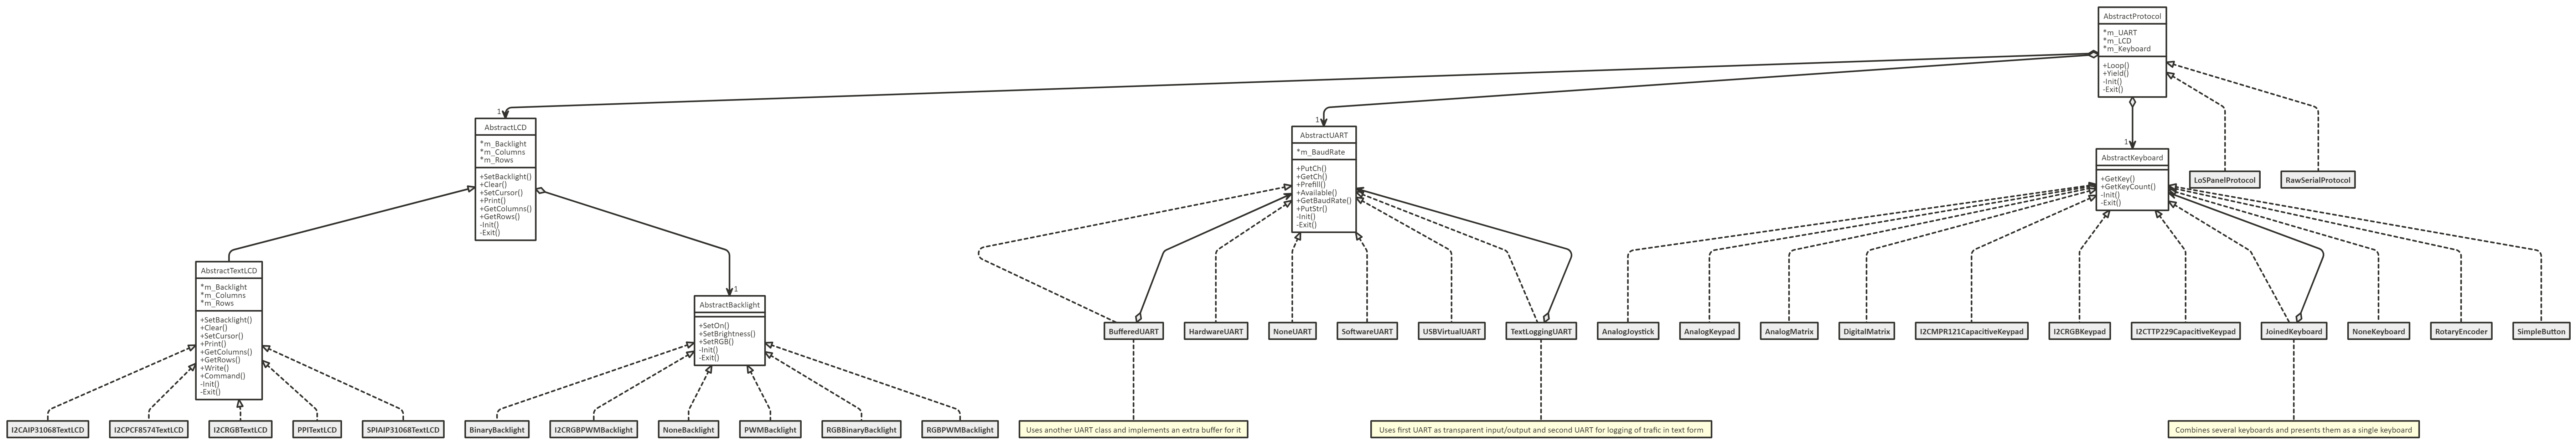 AbstractProtocol
*m_UART
*m_LCD
*m_Keyboard
+Loop()
+Yield()
-Init()
-Exit()
1
AbstractLCD
*m_Backlight
*m_Columns
*m_Rows
+SetBacklight()
+Clear()
+SetCursor()
+Print()
+GetColumns()
+GetRows()
-Init()
-Exit()
1
AbstractUART
*m_BaudRate
+PutCh()
+GetCh()
+Prefill()
+Available()
+GetBaudRate()
+PutStr()
-Init()
-Exit()
1
AbstractKeyboard
+GetKey()
+GetKeyCount()
-Init()
-Exit()
LoSPanelProtocol
RawSerialProtocol
AbstractTextLCD
*m_Backlight
*m_Columns
*m_Rows
+SetBacklight()
+Clear()
+SetCursor()
+Print()
+GetColumns()
+GetRows()
+Write()
+Command()
-Init()
-Exit()
1
AbstractBacklight
+SetOn()
+SetBrightness()
+SetRGB()
-Init()
-Exit()
BufferedUART
HardwareUART
NoneUART
SoftwareUART
USBVirtualUART
TextLoggingUART
AnalogJoystick
AnalogKeypad
AnalogMatrix
DigitalMatrix
I2CMPR121CapacitiveKeypad
I2CRGBKeypad
I2CTTP229CapacitiveKeypad
JoinedKeyboard
NoneKeyboard
RotaryEncoder
SimpleButton
I2CAIP31068TextLCD
I2CPCF8574TextLCD
I2CRGBTextLCD
PPITextLCD
SPIAIP31068TextLCD
BinaryBacklight
I2CRGBPWMBacklight
NoneBacklight
PWMBacklight
RGBBinaryBacklight
RGBPWMBacklight
Uses another UART class and implements an extra buffer for it
Uses first UART as transparent input/output and second UART for logging of trafic in text form
Combines several keyboards and presents them as a single keyboard